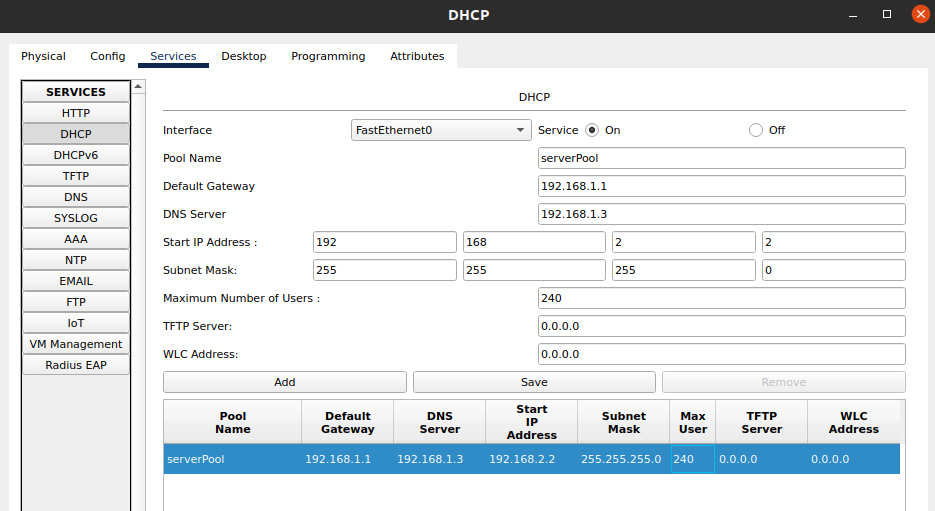 DHCP
Physical Config Services Desktop Programming Attributes
SERVICES
HTTP
DHCP
DHCPv6
TFTP
DNS
SYSLOG
AAA
NTP
EMAIL
FTP
IoT
VM Management
Radius EAP
DHCP
Interface FastEthernet0 Service On Off
Pool Name serverPool
Default Gateway 192.168.1.1
DNS Server 192.168.1.3
Start IP Address : 192 168 2 2
Subnet Mask: 255 255 255 0
Maximum Number of Users : 240
TFTP Server: 0.0.0.0
WLC Address: 0.0.0.0
Add Save Remove
Pool Name Default Gateway DNS Server Start IP Address Subnet Mask Max User TFTP Server WLC Address
serverPool 192.168.1.1 192.168.1.3 192.168.2.2 255.255.255.0 240 0.0.0.0 0.0.0.0